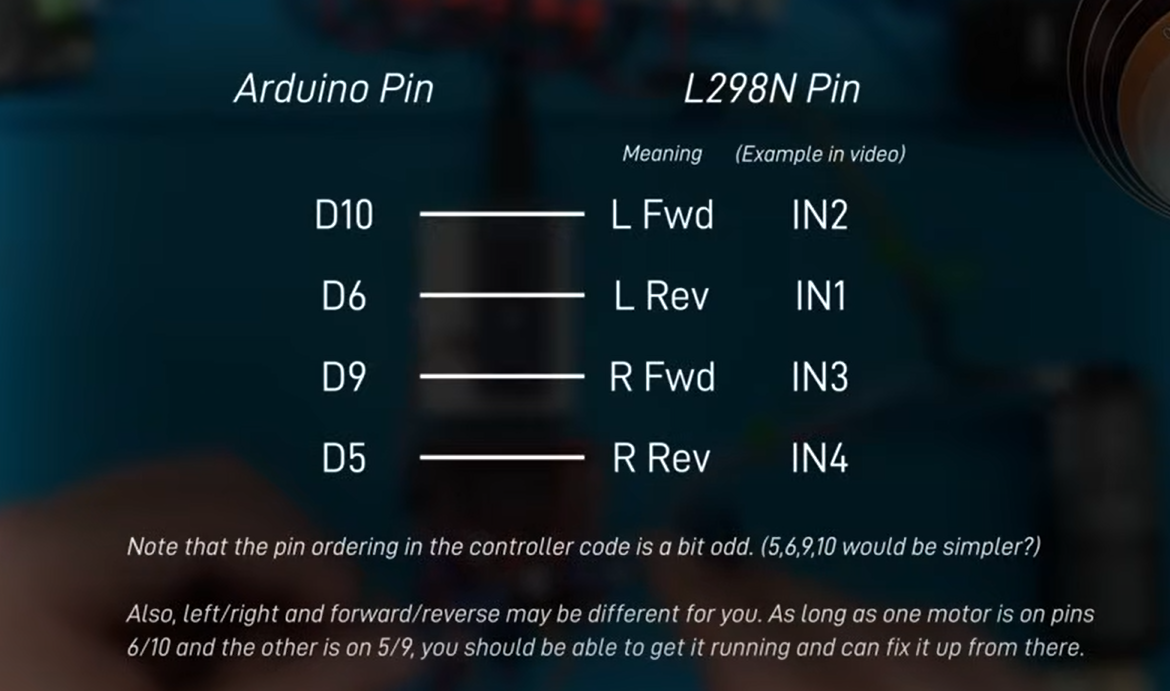 Arduino Pin L298N Pin
Meaning (Example in video)
D10 L Fwd IN2
D6 L Rev IN1
D9 R Fwd IN3
D5 R Rev IN4
Note that the pin ordering in the controller code is a bit odd. (5,6,9,10 would be simpler?)
Also, left/right and forward/reverse may be different for you. As long as one motor is on pins
6/10 and the other is on 5/9, you should be able to get it running and can fix it up from there.